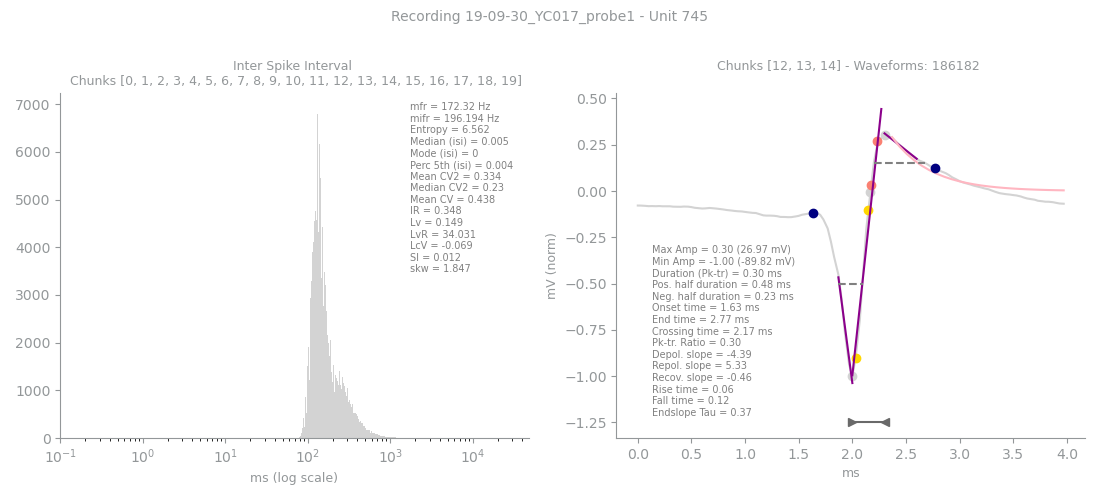 Recording 19-09-30_YC017_probe1 - Unit 745
Inter Spike Interval
Chunks [0, 1, 2, 3, 4, 5, 6, 7, 8, 9, 10, 11, 12, 13, 14, 15, 16, 17, 18, 19]
7000
6000
5000
4000
3000
2000
1000
0
mfr = 172.32 Hz
mifr = 196.194 Hz
Entropy = 6.562
Median (isi) = 0.005
Mode (isi) = 0
Perc 5th (isi) = 0.004
Mean CV2 = 0.334
Median CV2 = 0.23
Mean CV = 0.438
IR = 0.348
Lv = 0.149
LvR = 34.031
LcV = -0.069
SI = 0.012
skw = 1.847
10⁻¹ 10⁰ 10¹ 10² 10³ 10⁴
ms (log scale)
Chunks [12, 13, 14] - Waveforms: 186182
mV (norm)
0.50
0.25
0.00
−0.25
−0.50
−0.75
−1.00
−1.25
Max Amp = 0.30 (26.97 mV)
Min Amp = -1.00 (-89.82 mV)
Duration (Pk-tr) = 0.30 ms
Pos. half duration = 0.48 ms
Neg. half duration = 0.23 ms
Onset time = 1.63 ms
End time = 2.77 ms
Crossing time = 2.17 ms
Pk-tr. Ratio = 0.30
Depol. slope = -4.39
Repol. slope = 5.33
Recov. slope = -0.46
Rise time = 0.06
Fall time = 0.12
Endslope Tau = 0.37
0.0 0.5 1.0 1.5 2.0 2.5 3.0 3.5 4.0
ms